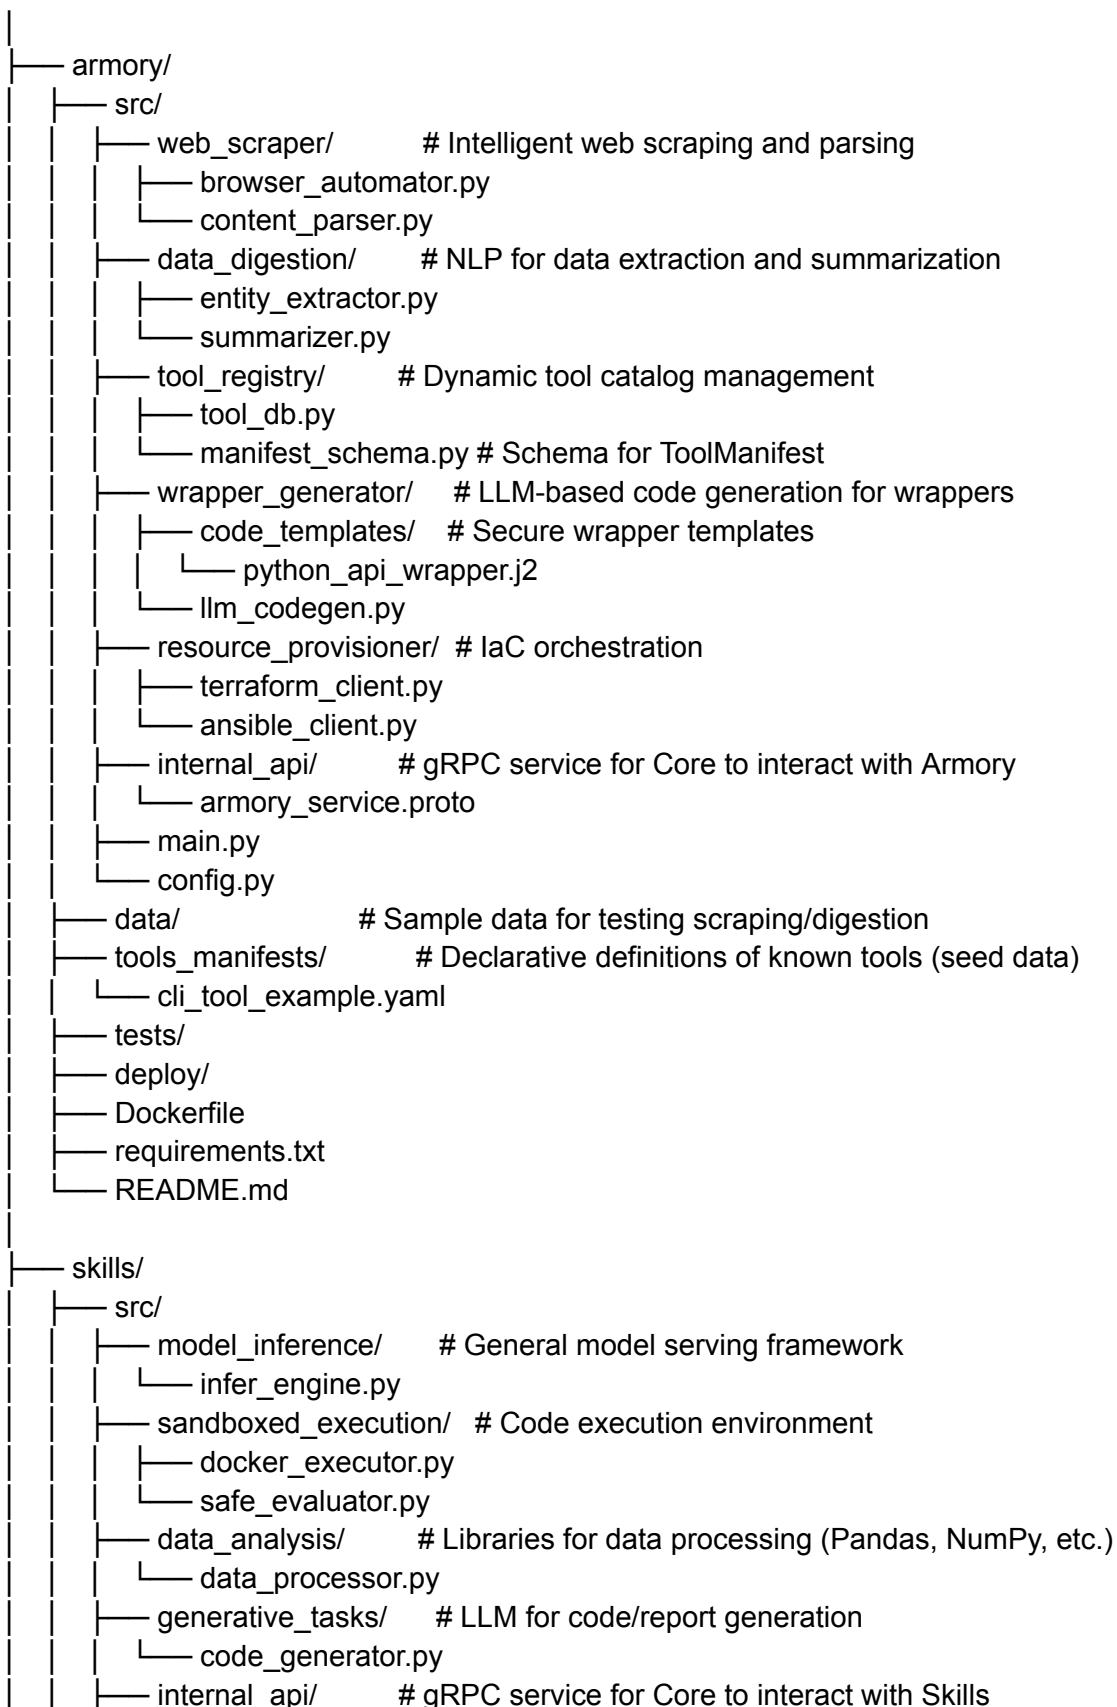 │
├── armory/
│   ├── src/
│   │   ├── web_scraper/          # Intelligent web scraping and parsing
│   │   │   ├── browser_automator.py
│   │   │   └── content_parser.py
│   │   ├── data_digestion/       # NLP for data extraction and summarization
│   │   │   ├── entity_extractor.py
│   │   │   └── summarizer.py
│   │   ├── tool_registry/        # Dynamic tool catalog management
│   │   │   ├── tool_db.py
│   │   │   └── manifest_schema.py # Schema for ToolManifest
│   │   ├── wrapper_generator/    # LLM-based code generation for wrappers
│   │   │   ├── code_templates/   # Secure wrapper templates
│   │   │   │   └── python_api_wrapper.j2
│   │   │   └── llm_codegen.py
│   │   ├── resource_provisioner/ # IaC orchestration
│   │   │   ├── terraform_client.py
│   │   │   └── ansible_client.py
│   │   ├── internal_api/         # gRPC service for Core to interact with Armory
│   │   │   └── armory_service.proto
│   │   ├── main.py
│   │   └── config.py
│   ├── data/                     # Sample data for testing scraping/digestion
│   ├── tools_manifests/          # Declarative definitions of known tools (seed data)
│   │   └── cli_tool_example.yaml
│   ├── tests/
│   ├── deploy/
│   ├── Dockerfile
│   ├── requirements.txt
│   └── README.md
│
├── skills/
│   ├── src/
│   │   ├── model_inference/      # General model serving framework
│   │   │   └── infer_engine.py
│   │   ├── sandboxed_execution/  # Code execution environment
│   │   │   ├── docker_executor.py
│   │   │   └── safe_evaluator.py
│   │   ├── data_analysis/        # Libraries for data processing (Pandas, NumPy, etc.)
│   │   │   └── data_processor.py
│   │   ├── generative_tasks/     # LLM for code/report generation
│   │   │   └── code_generator.py
│   │   ├── internal_api/         # gRPC service for Core to interact with Skills